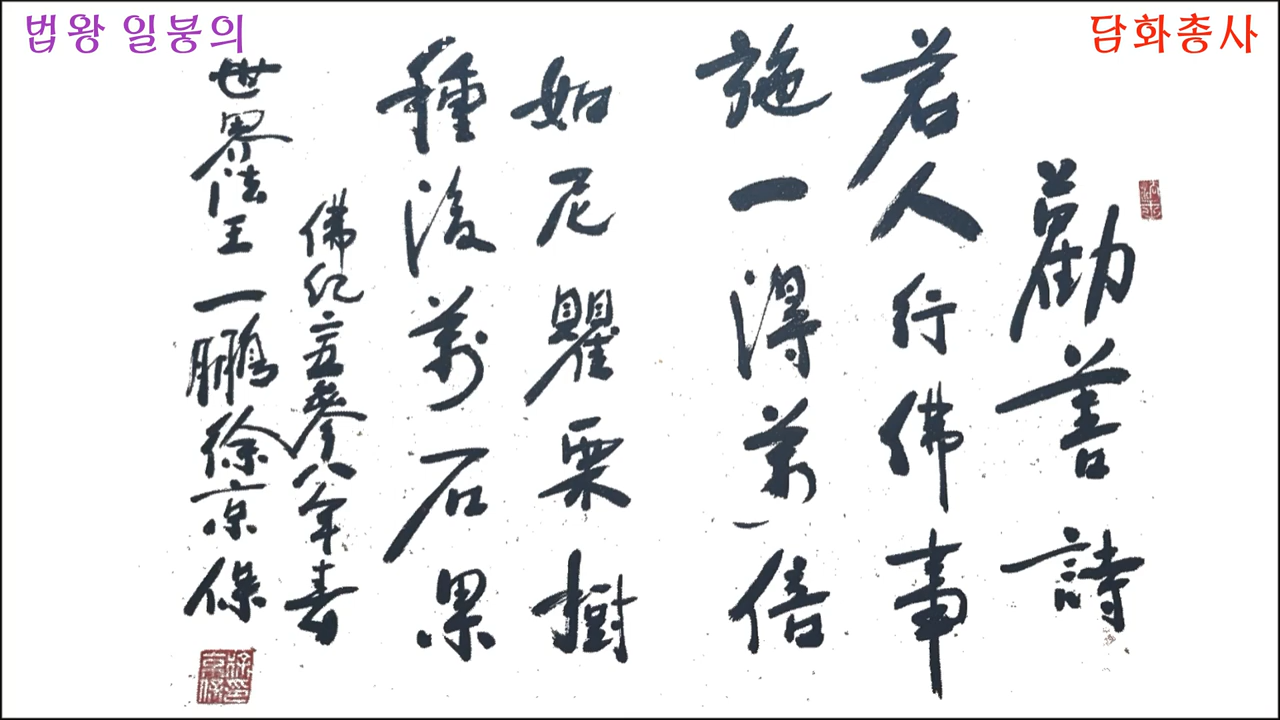 법왕 일붕의
담화총사
勸善詩
若人行佛事
施一得萬倍
如尼瞿栗樹
種後萬石果
佛紀二五參八年春
世界法王 一鵬 徐京保